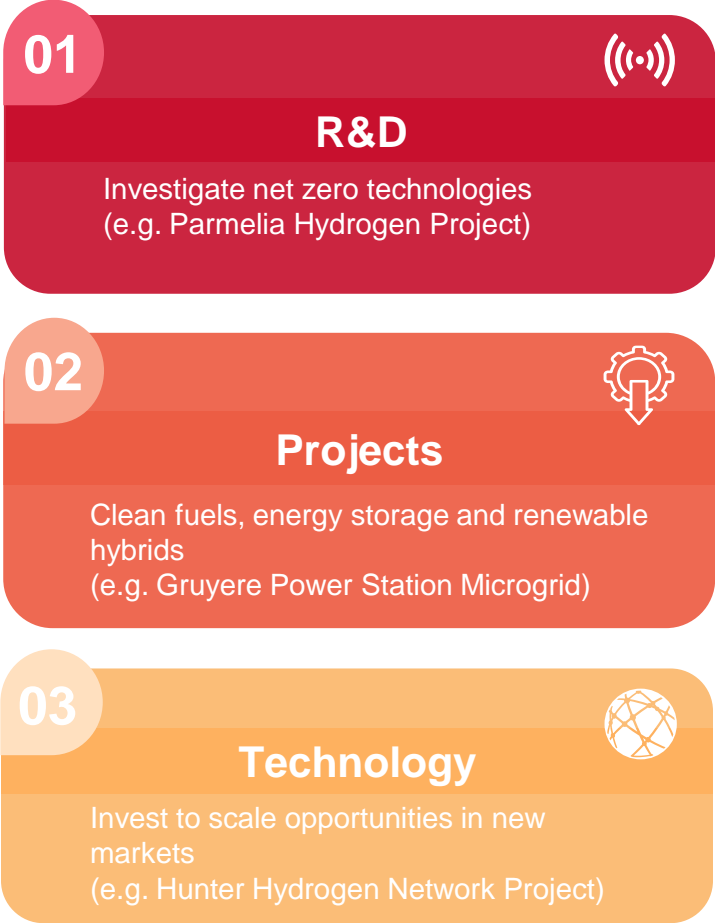 01
R&D
Investigate net zero technologies
(e.g. Parmelia Hydrogen Project)
02
Projects
Clean fuels, energy storage and renewable
hybrids
(e.g. Gruyere Power Station Microgrid)
03
Technology
Invest to scale opportunities in new
markets
(e.g. Hunter Hydrogen Network Project)